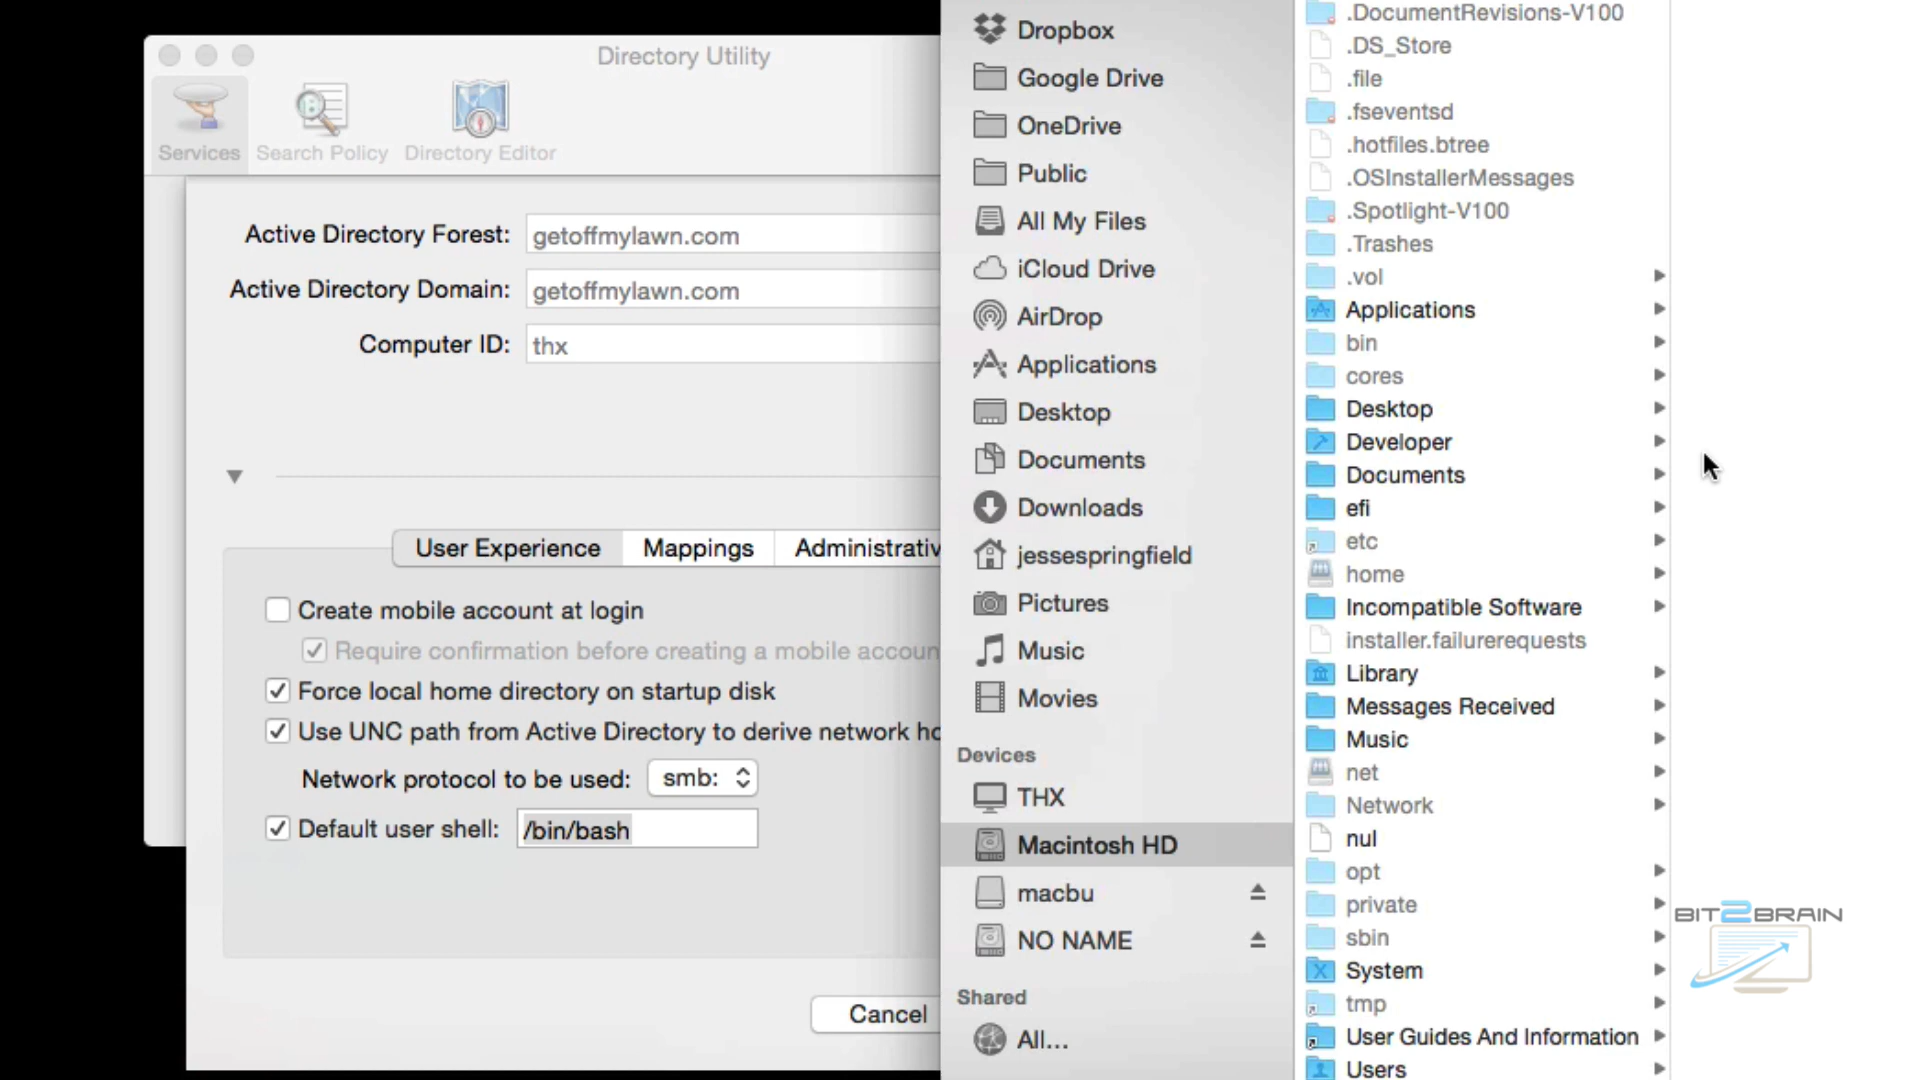 Directory Utility
Services
Search Policy
Directory Editor
Active Directory Forest: getoffmylawn.com
Active Directory Domain: getoffmylawn.com
Computer ID: thx
User Experience
Mappings
Administrativ
Create mobile account at login
Require confirmation before creating a mobile accoun
Force local home directory on startup disk
Use UNC path from Active Directory to derive network ho
Network protocol to be used: smb:
Default user shell: /bin/bash
Cancel
Dropbox
Google Drive
OneDrive
Public
All My Files
iCloud Drive
AirDrop
Applications
Desktop
Documents
Downloads
jessespringfield
Pictures
Music
Movies
Devices
THX
Macintosh HD
macbu
NO NAME
Shared
All...
.DocumentRevisions-V100
.DS_Store
.file
.fseventsd
.hotfiles.btree
.OSInstallerMessages
.Spotlight-V100
.Trashes
.vol
Applications
bin
cores
Desktop
Developer
Documents
efi
etc
home
Incompatible Software
installer.failurerequests
Library
Messages Received
Music
net
Network
nul
opt
private
sbin
System
tmp
User Guides And Information
Users
BIT2BRAIN